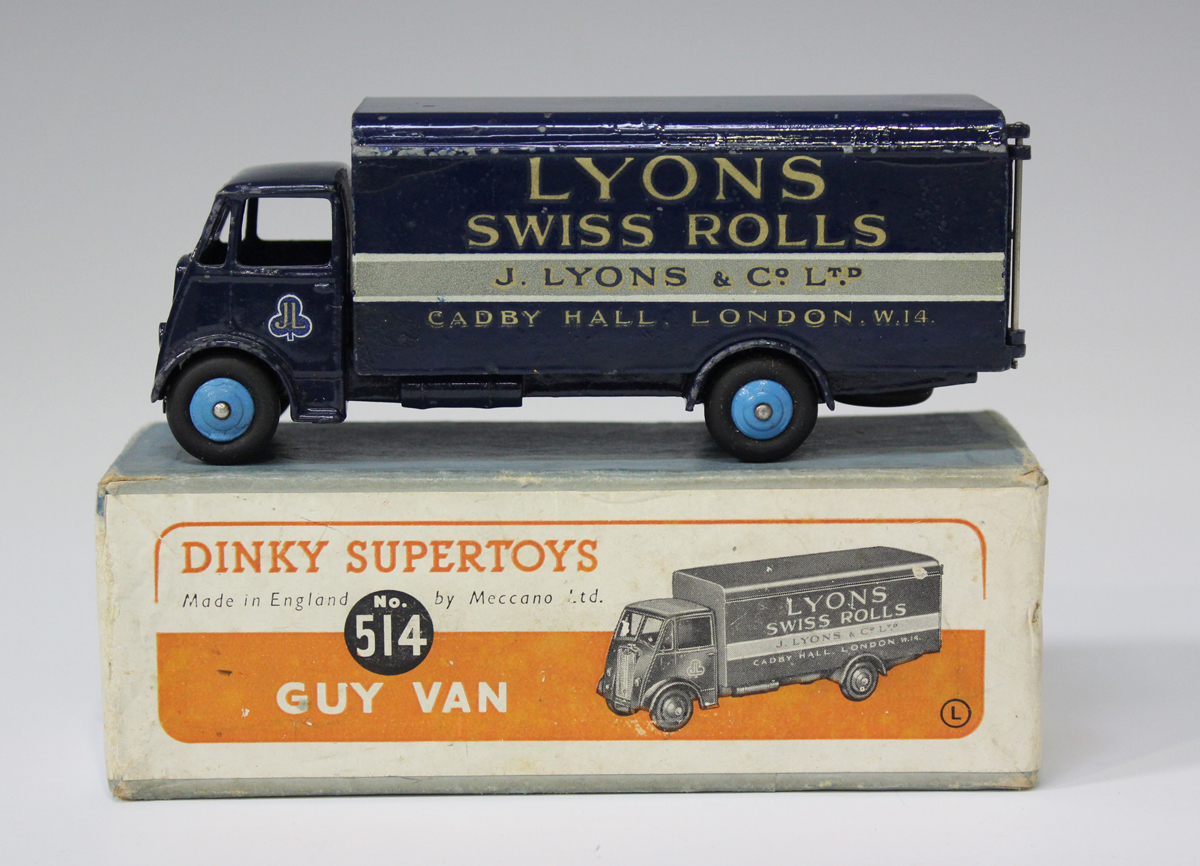 LYONS
SWISS ROLLS
J. LYONS & Cº. LTD
CADBY HALL. LONDON. W.14.
JL
DINKY SUPERTOYS
Made in England No. by Meccano Ltd.
514
GUY VAN
LYONS
SWISS ROLLS
J. LYONS & Cº LTD
CADBY HALL. LONDON. W.14.
JL
L